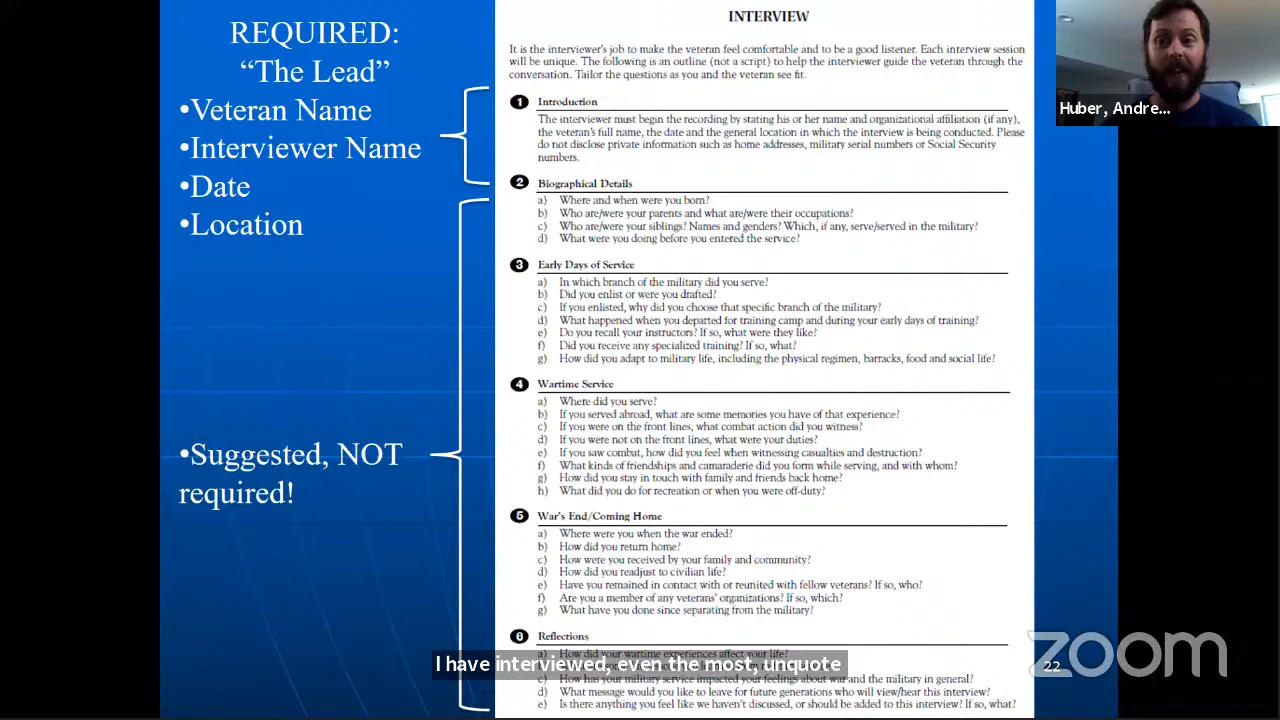 REQUIRED:
“The Lead”
•Veteran Name
•Interviewer Name
•Date
•Location
•Suggested, NOT
required!
INTERVIEW
It is the interviewer's job to make the veteran feel comfortable and to be a good listener. Each interview session
will be unique. The following is an outline (not a script) to help the interviewer guide the veteran through the
conversation. Tailor the questions as you and the veteran see fit.
1 Introduction
The interviewer must begin the recording by stating his or her name and organizational affiliation (if any),
the veteran's full name, the date and the general location in which the interview is being conducted. Please
do not disclose private information such as home addresses, military serial numbers or Social Security
numbers.
2 Biographical Details
a) Where and when were you born?
b) Who are/were your parents and what are/were their occupations?
c) Who are/were your siblings? Names and genders? Which, if any, serve/served in the military?
d) What were you doing before you entered the service?
3 Early Days of Service
a) In which branch of the military did you serve?
b) Did you enlist or were you drafted?
c) If you enlisted, why did you choose that specific branch of the military?
d) What happened when you departed for training camp and during your early days of training?
e) Do you recall your instructors? If so, what were they like?
f) Did you receive any specialized training? If so, what?
g) How did you adapt to military life, including the physical regimen, barracks, food and social life?
4 Wartime Service
a) Where did you serve?
b) If you served abroad, what are some memories you have of that experience?
c) If you were on the front lines, what combat action did you witness?
d) If you were not on the front lines, what were your duties?
e) If you saw combat, how did you feel when witnessing casualties and destruction?
f) What kinds of friendships and camaraderie did you form while serving, and with whom?
g) How did you stay in touch with family and friends back home?
h) What did you do for recreation or when you were off-duty?
5 War's End/Coming Home
a) Where were you when the war ended?
b) How did you return home?
c) How were you received by your family and community?
d) How did you readjust to civilian life?
e) Have you remained in contact with or reunited with fellow veterans? If so, who?
f) Are you a member of any veterans' organizations? If so, which?
g) What have you done since separating from the military?
6 Reflections
a) How did your wartime experiences affect your life?
I have interviewed, even the most, unquote
c) How has your military service impacted your feelings about war and the military in general?
d) What message would you like to leave for future generations who will view/hear this interview?
e) Is there anything you feel like we haven't discussed, or should be added to this interview? If so, what?
Huber, Andre...
zoom
22